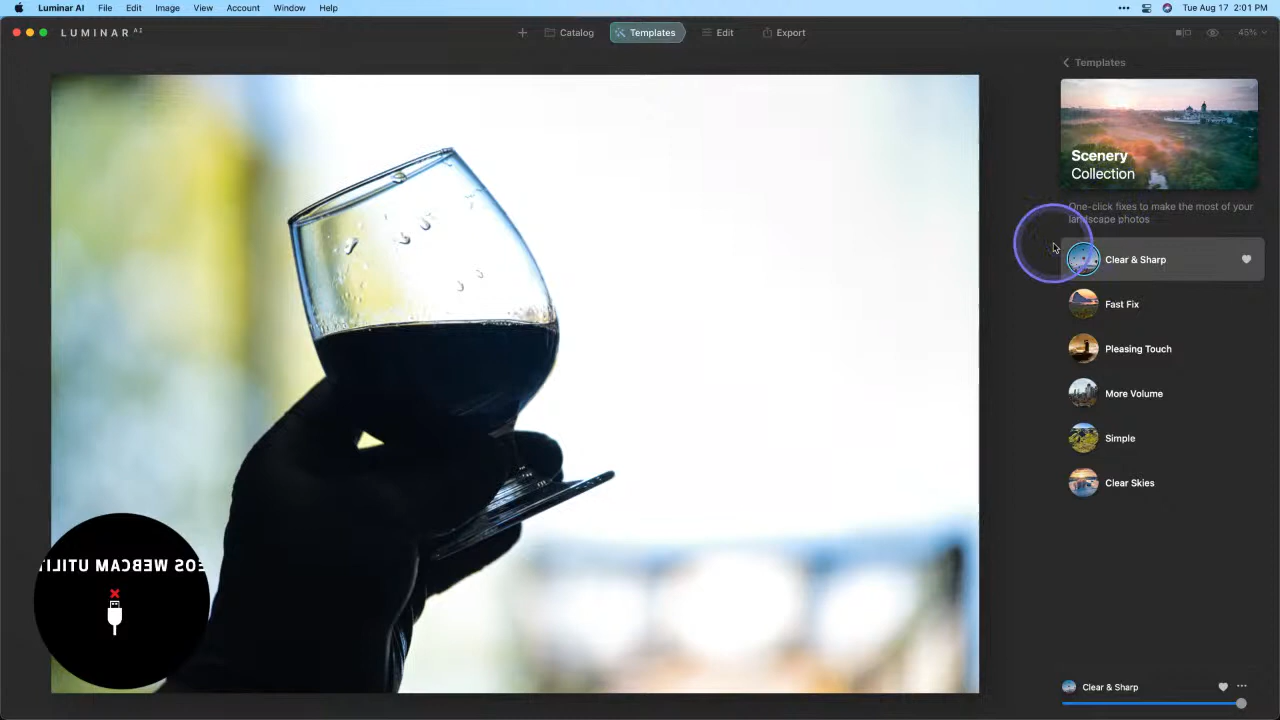 Luminar AI File Edit Image View Account Window Help Tue Aug 17 2:01 PM
LUMINAR AI
Catalog Templates Edit Export 45%
Templates
Scenery
Collection
One-click fixes to make the most of your
landscape photos
Clear & Sharp
Fast Fix
Pleasing Touch
More Volume
Simple
Clear Skies
EOS WEBCAM UTILIT
Clear & Sharp